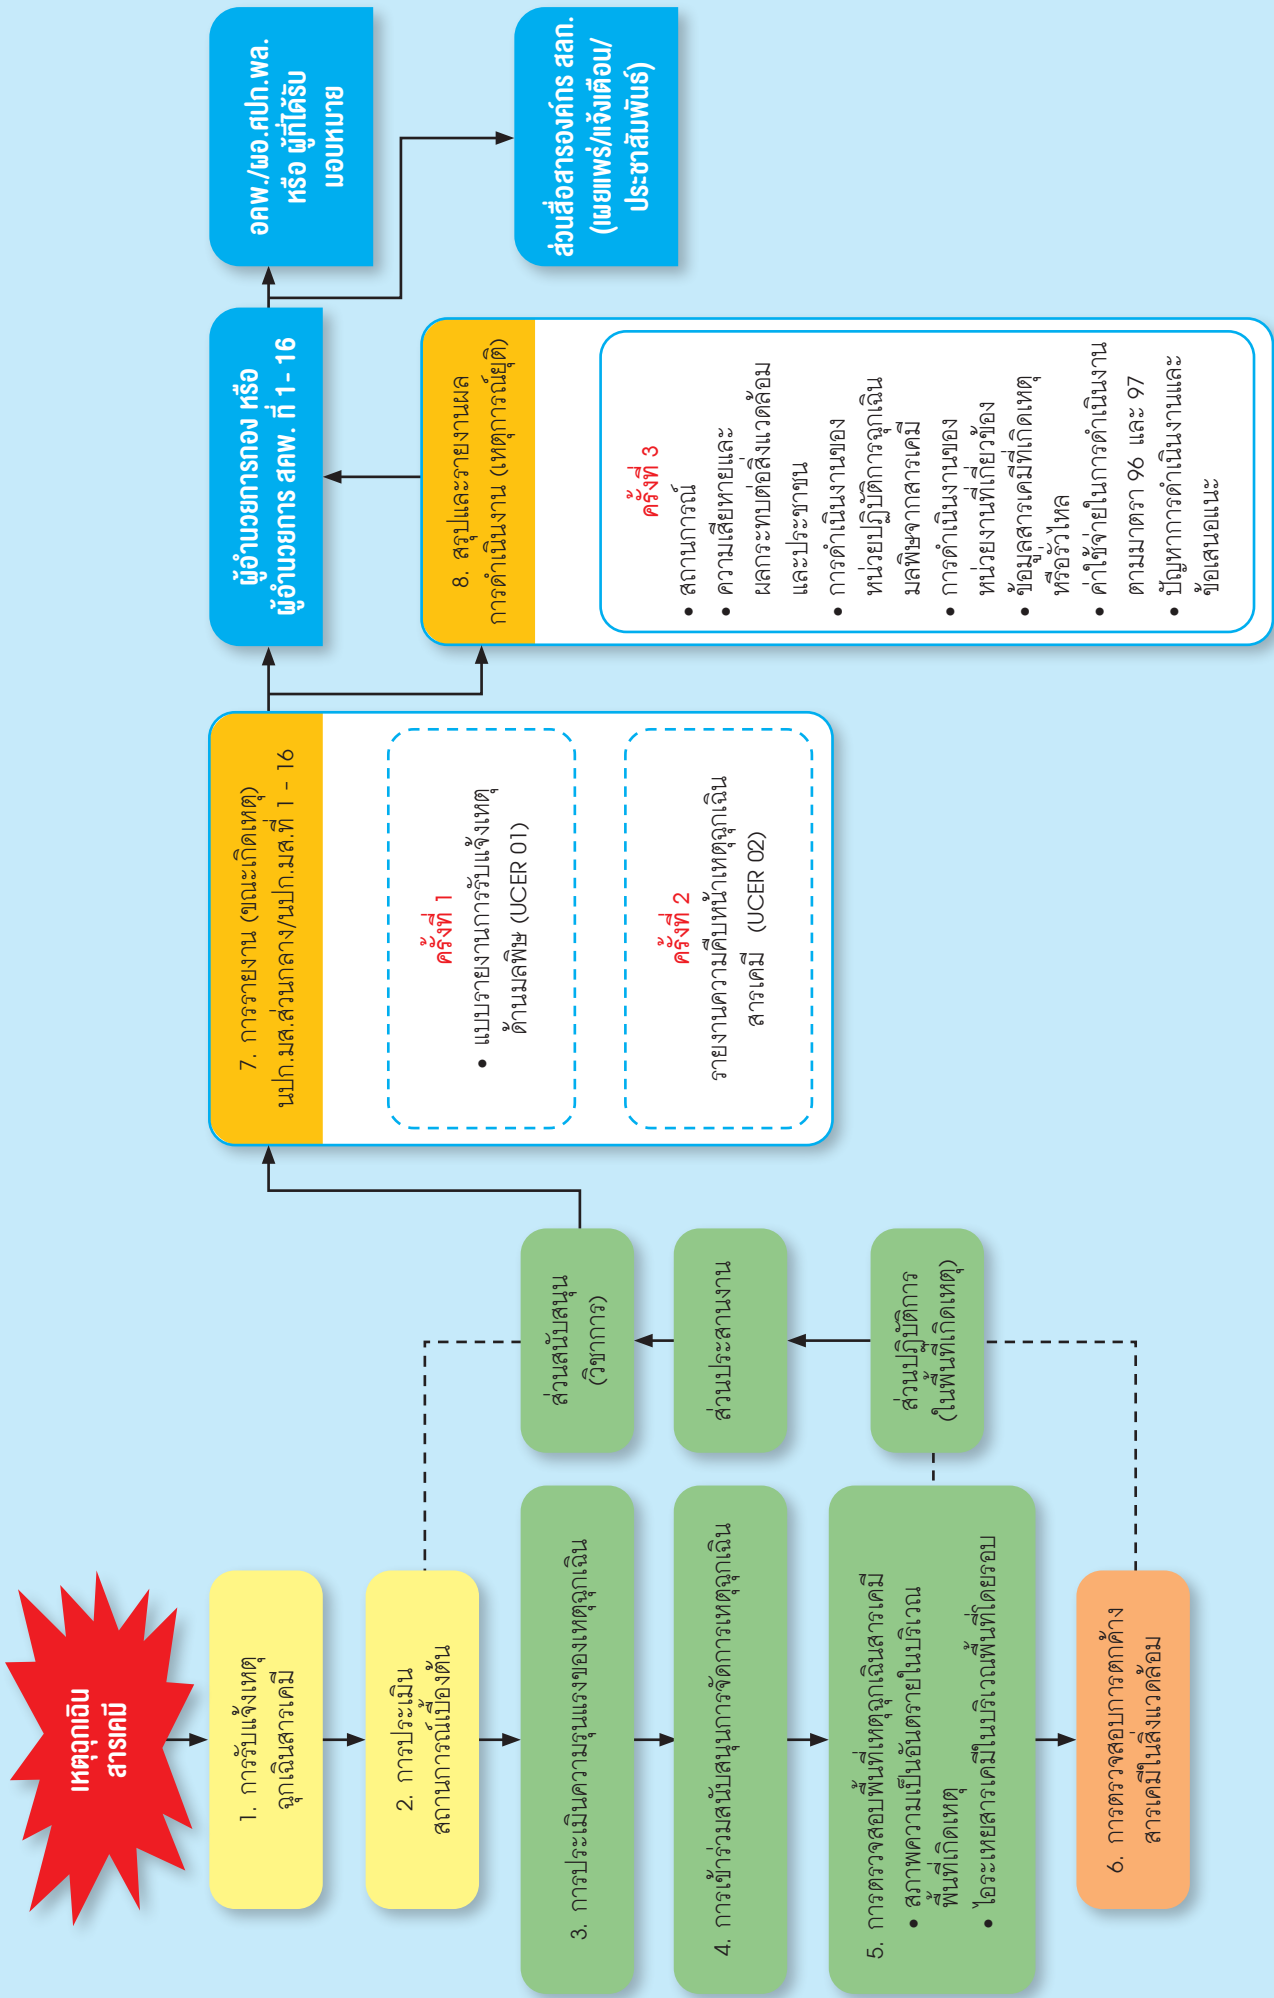 เหตุฉุกเฉิน
สารเคมี
1. การรับแจ้งเหตุ
ฉุกเฉินสารเคมี
2. การประเมิน
สถานการณ์เบื้องต้น
3. การประเมินความรุนแรงของเหตุฉุกเฉิน
4. การเข้าร่วมสนับสนุนการจัดการเหตุฉุกเฉิน
5. การตรวจสอบพื้นที่เหตุฉุกเฉินสารเคมี
• สภาพความเป็นอันตรายในบริเวณ
พื้นที่เกิดเหตุ
• ไอระเหยสารเคมีในบริเวณพื้นที่โดยรอบ
6. การตรวจสอบการตกค้าง
สารเคมีในสิ่งแวดล้อม
ส่วนสนับสนุน
(วิชาการ)
ส่วนประสานงาน
ส่วนปฏิบัติการ
(ในพื้นที่เกิดเหตุ)
7. การรายงาน (ขณะเกิดเหตุ)
นปก.มส.ส่วนกลาง/นปก.มส.ที่ 1 - 16
ครั้งที่ 1
• แบบรายงานการรับแจ้งเหตุ
ด้านมลพิษ (UCER 01)
ครั้งที่ 2
รายงานความคืบหน้าเหตุฉุกเฉิน
สารเคมี (UCER 02)
ผู้อำนวยการกอง หรือ
ผู้อำนวยการ สคพ. ที่ 1 - 16
8. สรุปและรายงานผล
การดำเนินงาน (เหตุการณ์ยุติ)
ครั้งที่ 3
• สถานการณ์
• ความเสียหายและ
ผลกระทบต่อสิ่งแวดล้อม
และประชาชน
• การดำเนินงานของ
หน่วยปฏิบัติการฉุกเฉิน
มลพิษจากสารเคมี
• การดำเนินงานของ
หน่วยงานที่เกี่ยวข้อง
• ข้อมูลสารเคมีที่เกิดเหตุ
หรือรั่วไหล
• ค่าใช้จ่ายในการดำเนินงาน
ตามมาตรา 96 และ 97
• ปัญหาการดำเนินงานและ
ข้อเสนอแนะ
อคพ./ผอ.ศปก.พล.
หรือ ผู้ที่ได้รับ
มอบหมาย
ส่วนสื่อสารองค์กร สลก.
(เผยแพร่/แจ้งเตือน/
ประชาสัมพันธ์)